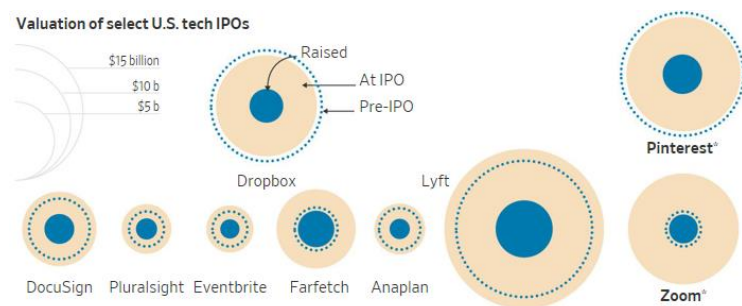 Valuation of select U.S. tech IPOs
$15 billion
$10 b
$5 b
Raised
At IPO
Pre-IPO
Dropbox
Lyft
Pinterest*
DocuSign
Pluralsight
Eventbrite
Farfetch
Anaplan
Zoom*